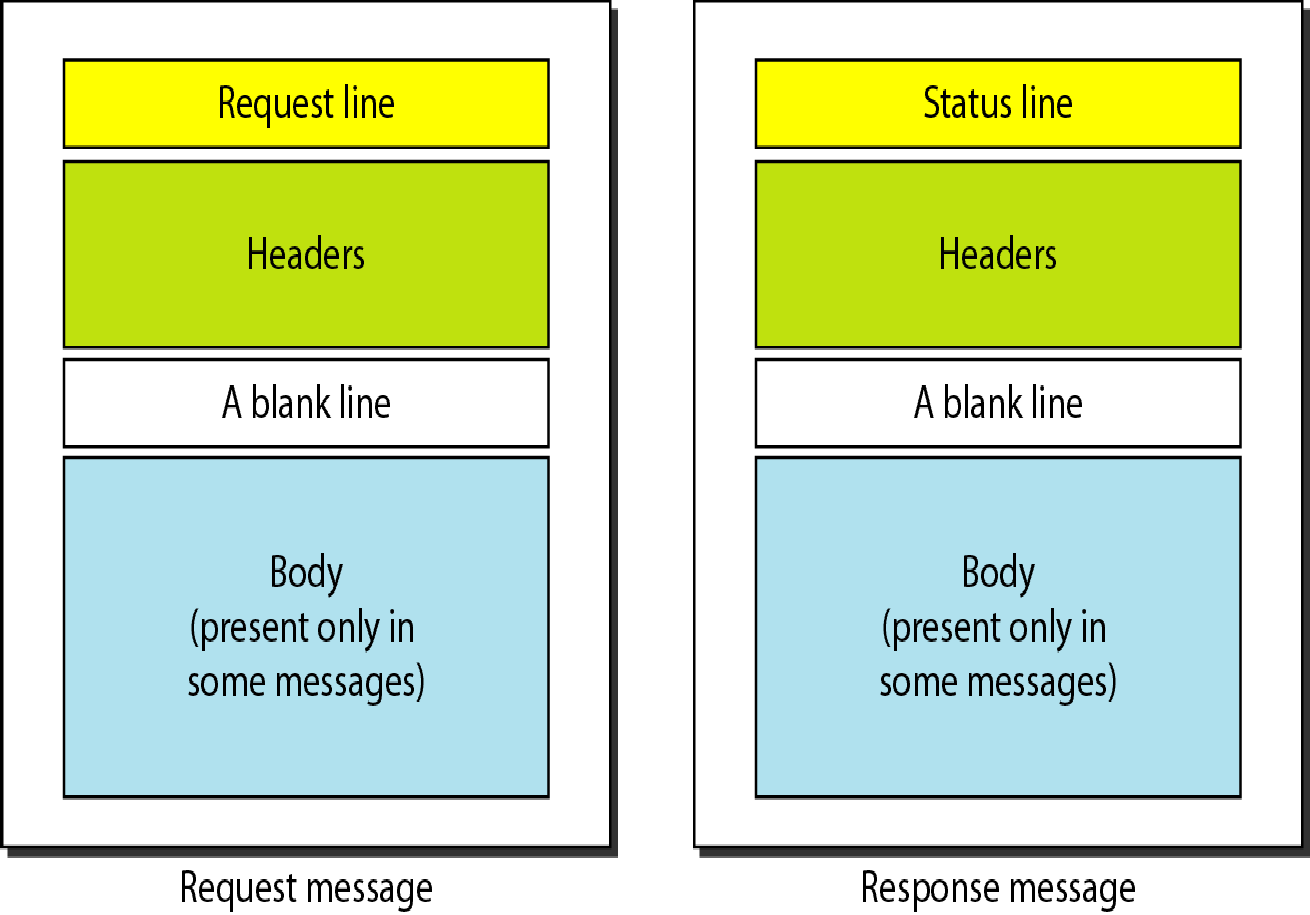 Request line
Headers
A blank line
Body
(present only in
some messages)
Request message
Status line
Headers
A blank line
Body
(present only in
some messages)
Response message